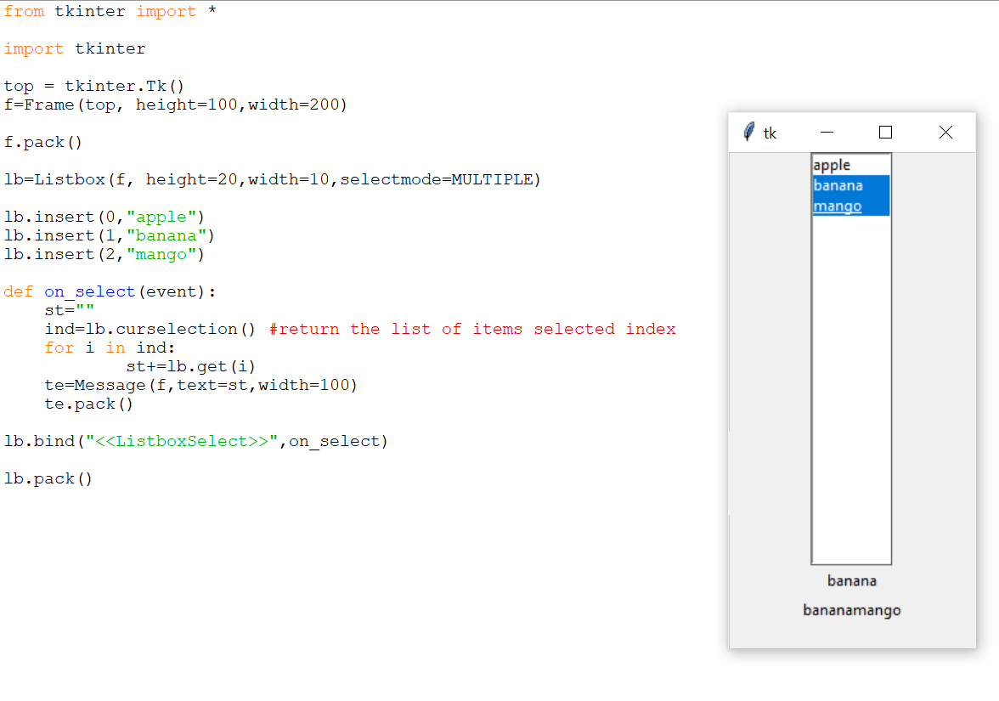 from tkinter import *
import tkinter
top = tkinter.Tk()
f=Frame(top, height=100,width=200)
f.pack()
lb=Listbox(f, height=20,width=10,selectmode=MULTIPLE)
lb.insert(0,"apple")
lb.insert(1,"banana")
lb.insert(2,"mango")
def on_select(event):
    st=""
    ind=lb.curselection() #return the list of items selected index
    for i in ind:
            st+=lb.get(i)
    te=Message(f,text=st,width=100)
    te.pack()
lb.bind("<<ListboxSelect>>",on_select)
lb.pack()
tk
apple
banana
mango
banana
bananamango